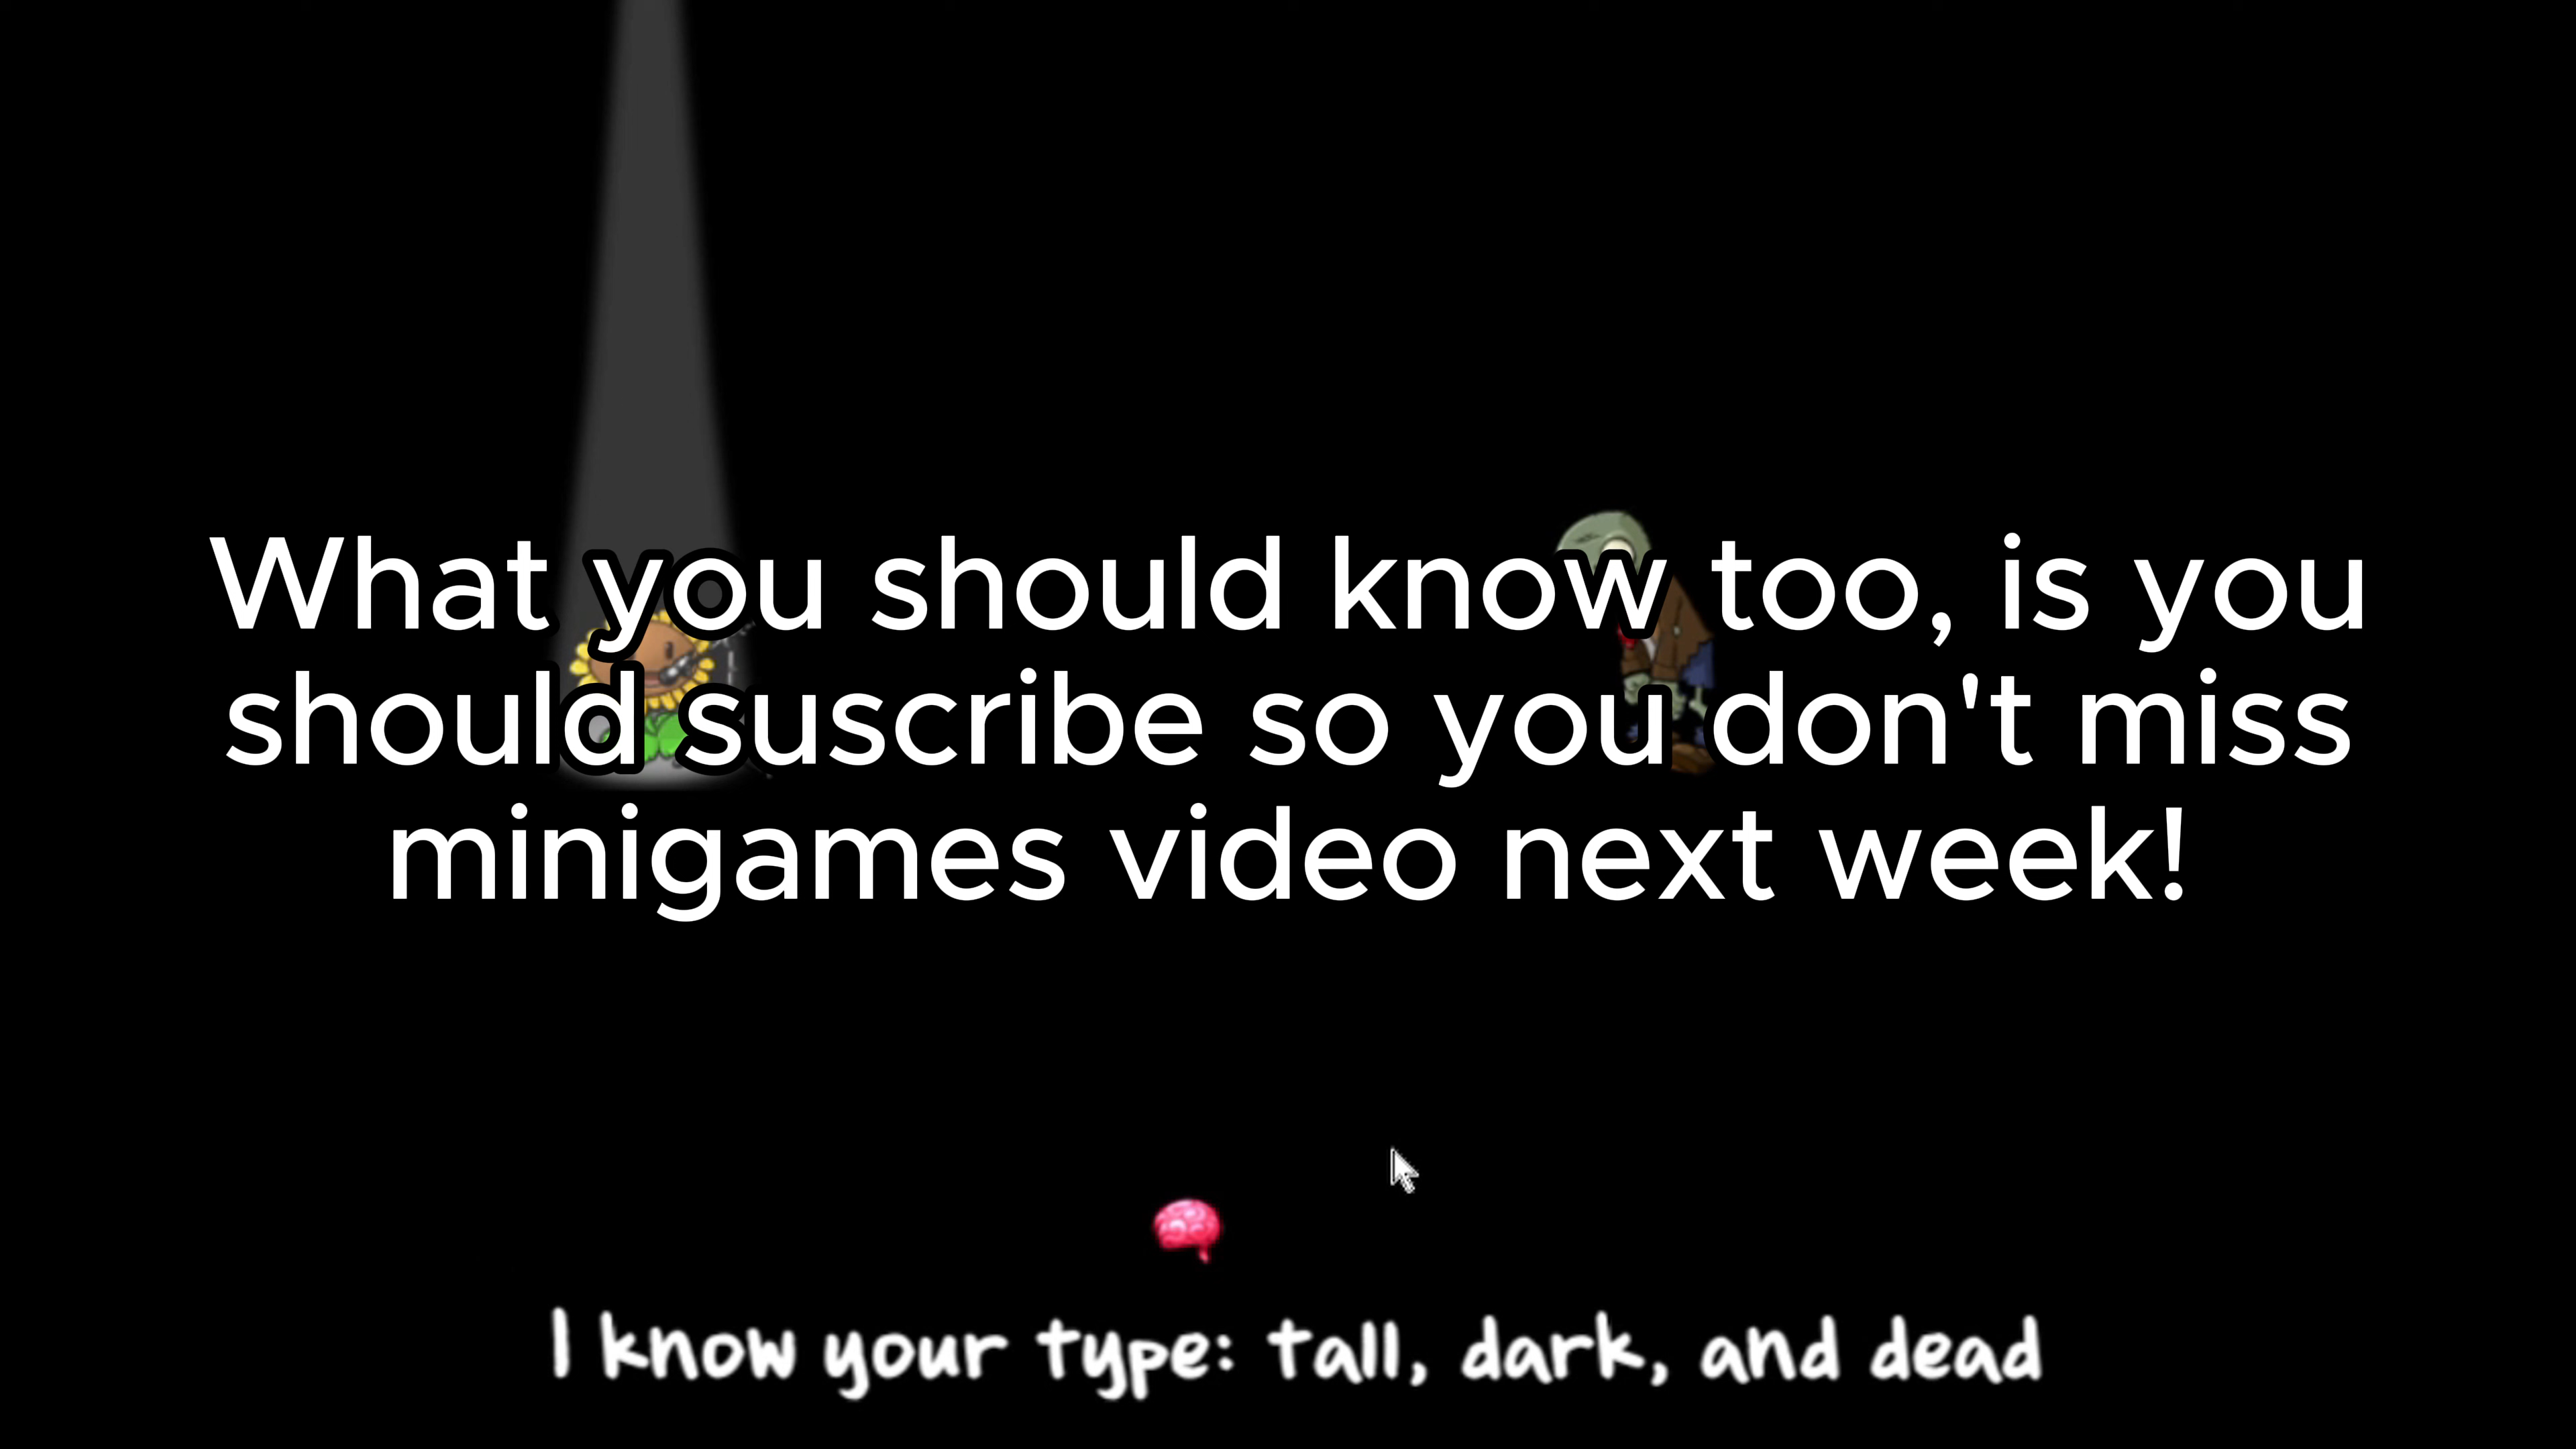 What you should know too, is you
should suscribe so you don't miss
minigames video next week!
I know your type: tall, dark, and dead